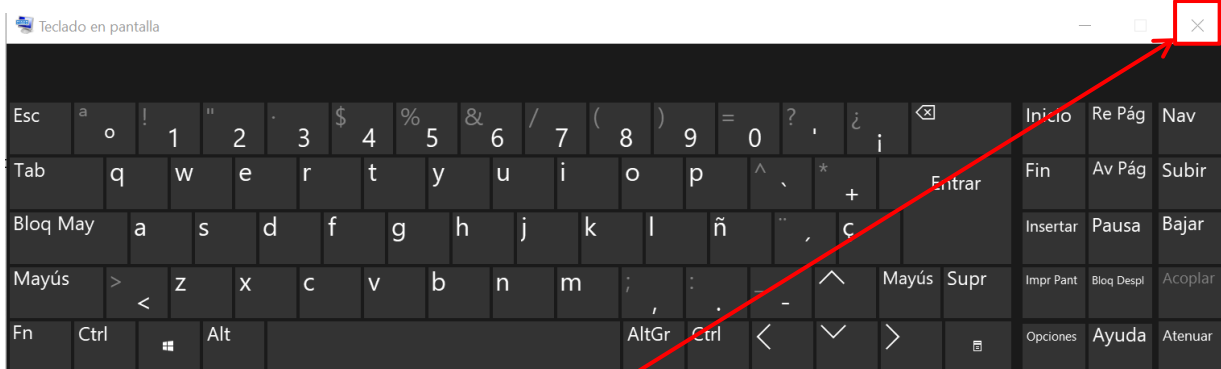 Teclado en pantalla
Esc ª º ! 1 " 2 · 3 $ 4 % 5 & 6 / 7 ( 8 ) 9 = 0 ? ' ¿ ¡ Inicio Re Pág Nav
Tab q w e r t y u i o p ^ ` * + Entrar Fin Av Pág Subir
Bloq May a s d f g h j k l ñ ¨ ´ ç Insertar Pausa Bajar
Mayús > < z x c v b n m ; , : . _ - Mayús Supr Impr Pant Bloq Despl Acoplar
Fn Ctrl Alt AltGr Ctrl Opciones Ayuda Atenuar